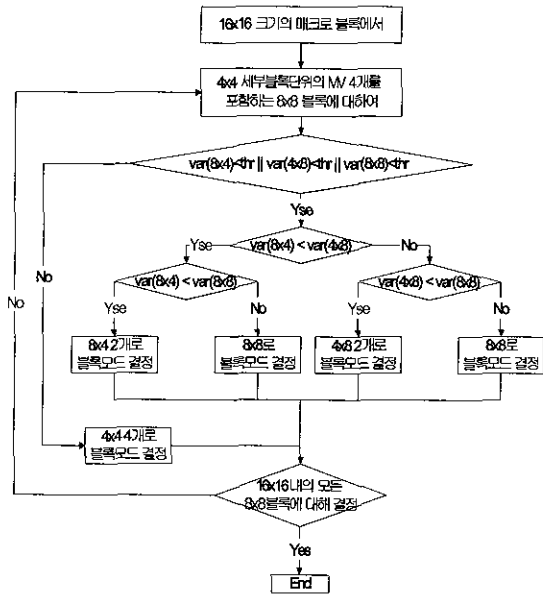 16x16 크기의 매크로 블록에서
4x4 세부블록단위의 MV 4개를
포함하는 8x8 블록에 대하여
var(8x4)<thr || var(4x8)<thr || var(8x8)<thr
Yse
Yse
var(8x4) < var(4x8)
No
No
No
var(8x4) < var(8x8)
var(4x8) < var(8x8)
Yse
No
Yse
No
8x4 2개로
블록모드 결정
8x8로
블록모드 결정
4x8 2개로
블록모드 결정
8x8로
블록모드 결정
4x4 4개로
블록모드 결정
16x16내의 모든
8x8블록에 대해 결정
Yes
End